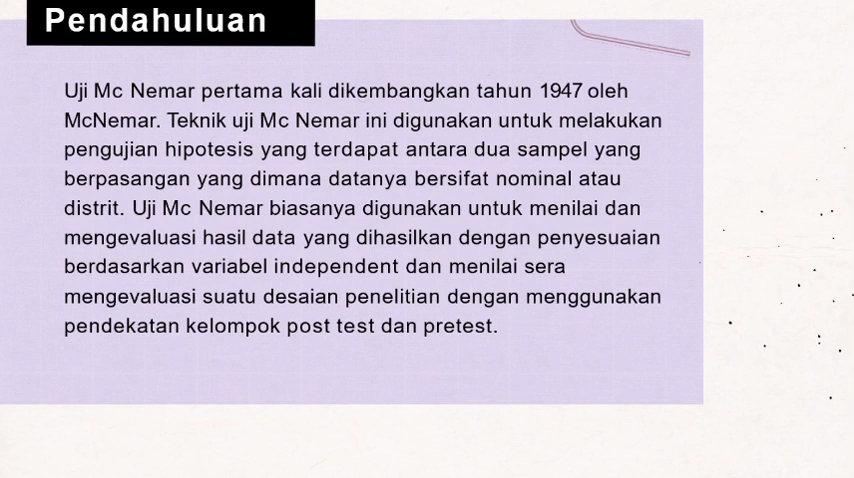 Pendahuluan
Uji Mc Nemar pertama kali dikembangkan tahun 1947 oleh
McNemar. Teknik uji Mc Nemar ini digunakan untuk melakukan
pengujian hipotesis yang terdapat antara dua sampel yang
berpasangan yang dimana datanya bersifat nominal atau
distrit. Uji Mc Nemar biasanya digunakan untuk menilai dan
mengevaluasi hasil data yang dihasilkan dengan penyesuaian
berdasarkan variabel independent dan menilai sera
mengevaluasi suatu desaian penelitian dengan menggunakan
pendekatan kelompok post test dan pretest.